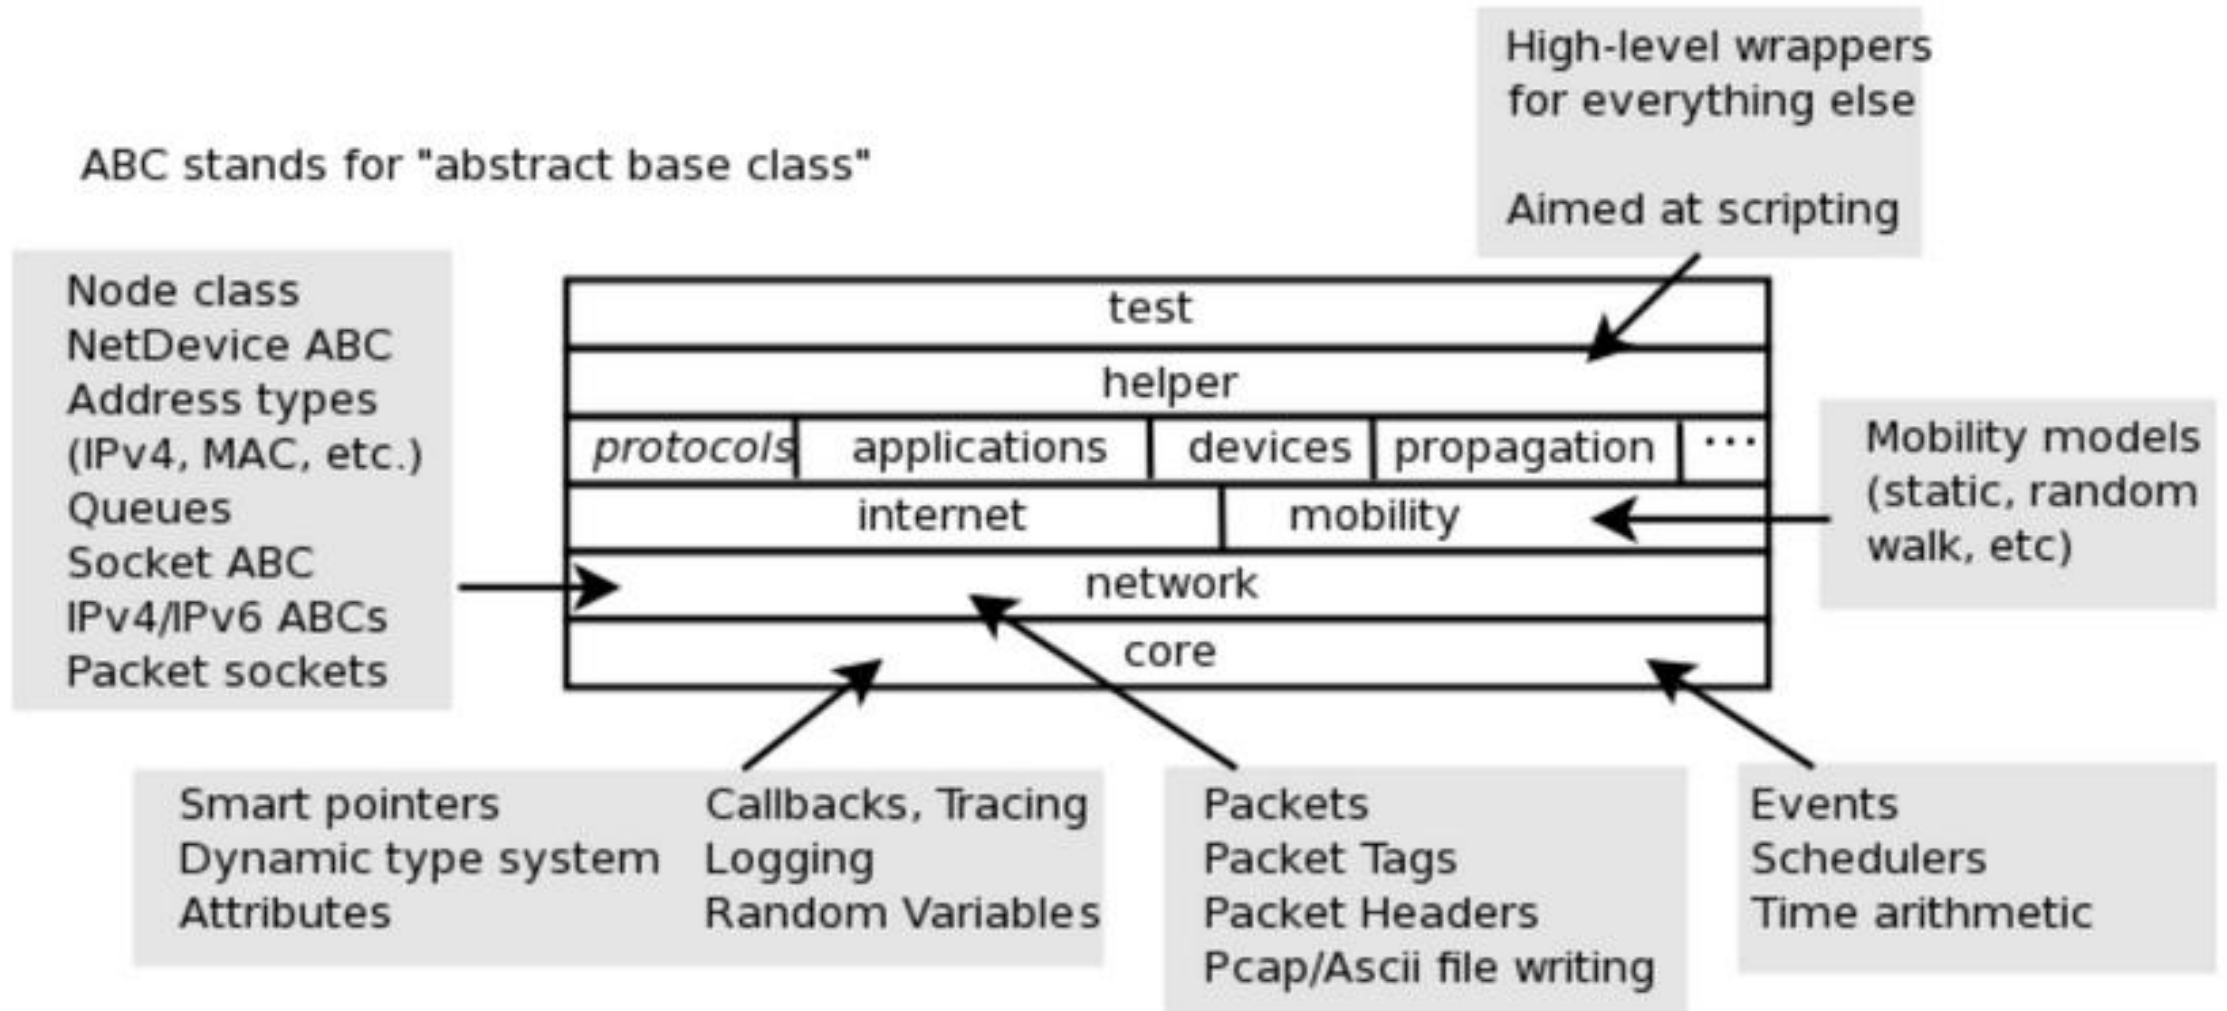 High-level wrappers
for everything else
Aimed at scripting
ABC stands for "abstract base class"
Node class
NetDevice ABC
Address types
(IPv4, MAC, etc.)
Queues
Socket ABC
IPv4/IPv6 ABCs
Packet sockets
test
helper
protocols applications devices propagation ...
internet mobility
network
core
Mobility models
(static, random
walk, etc)
Smart pointers
Dynamic type system
Attributes
Callbacks, Tracing
Logging
Random Variables
Packets
Packet Tags
Packet Headers
Pcap/Ascii file writing
Events
Schedulers
Time arithmetic